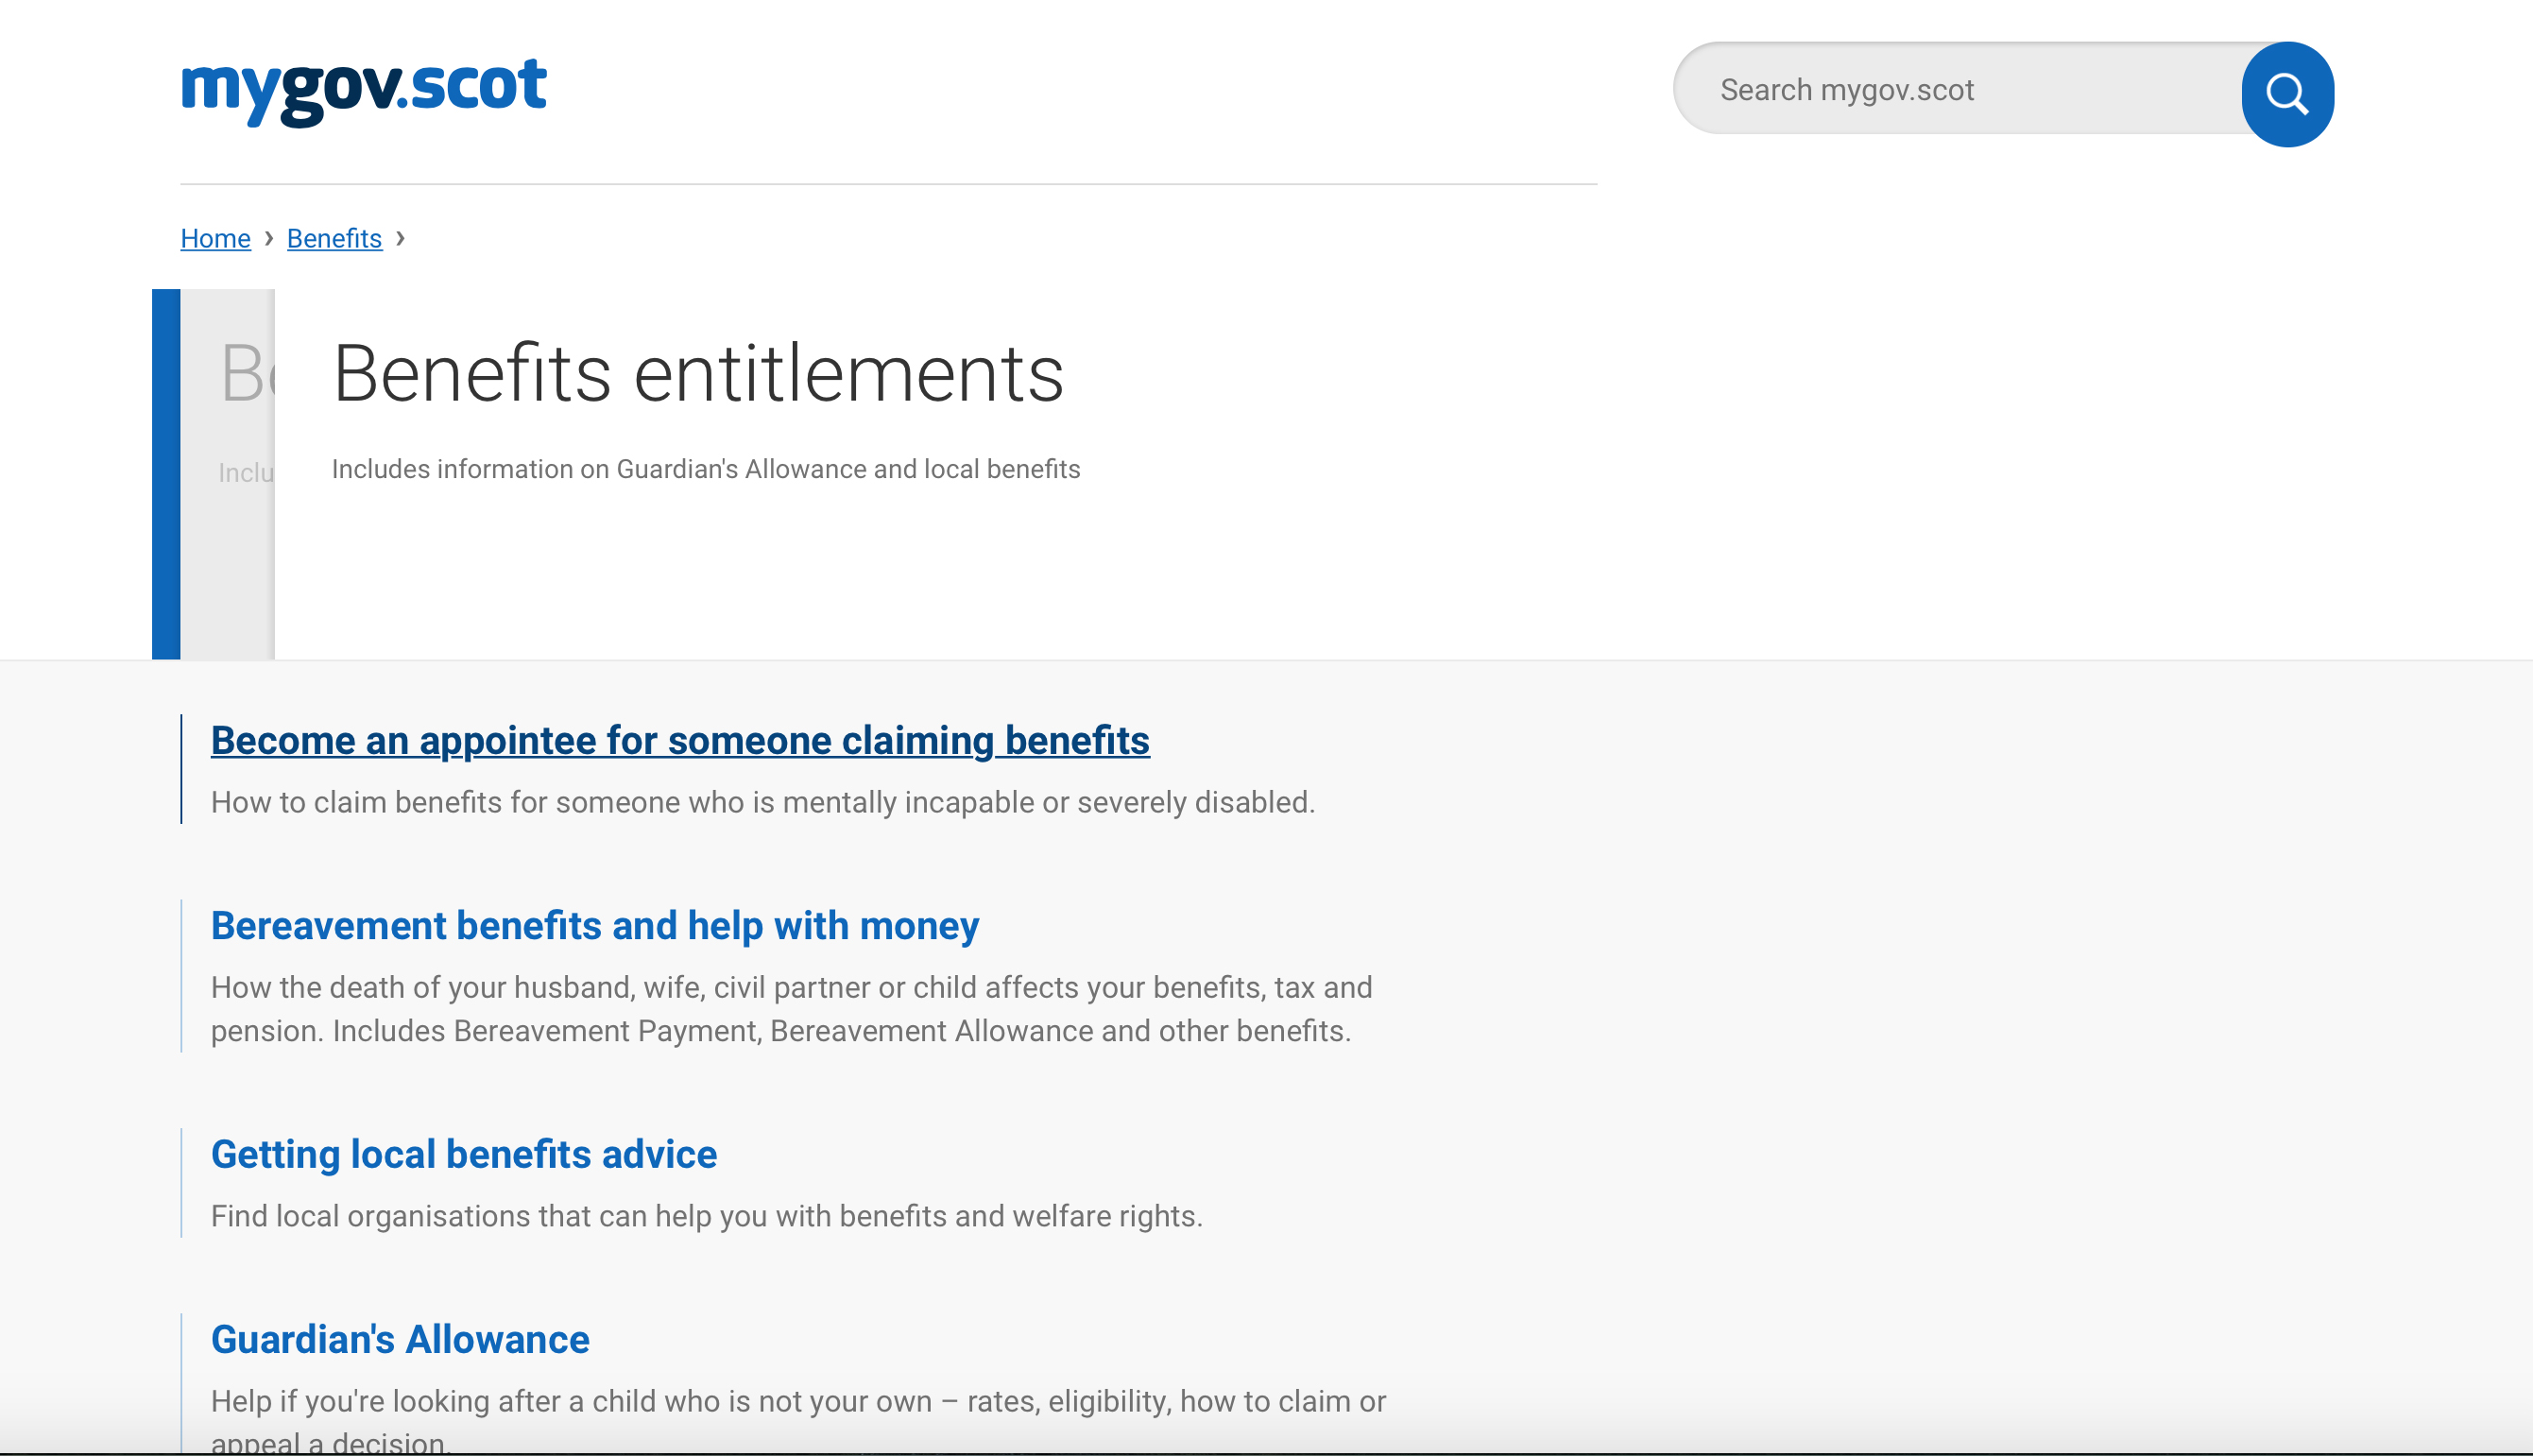 mygov.scot
Search mygov.scot
Home › Benefits ›
Be
Inclu
Benefits entitlements
Includes information on Guardian's Allowance and local benefits
Become an appointee for someone claiming benefits
How to claim benefits for someone who is mentally incapable or severely disabled.
Bereavement benefits and help with money
How the death of your husband, wife, civil partner or child affects your benefits, tax and
pension. Includes Bereavement Payment, Bereavement Allowance and other benefits.
Getting local benefits advice
Find local organisations that can help you with benefits and welfare rights.
Guardian's Allowance
Help if you're looking after a child who is not your own – rates, eligibility, how to claim or
appeal a decision.